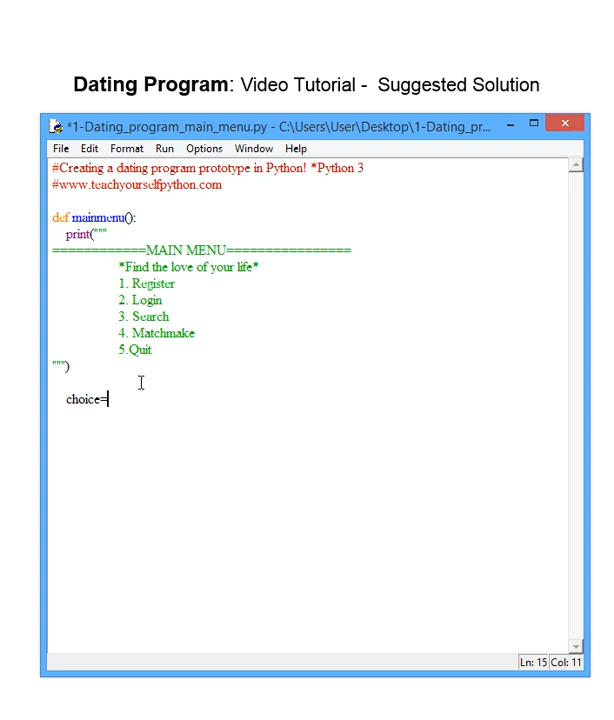 Dating Program: Video Tutorial -  Suggested Solution
*1-Dating_program_main_menu.py - C:\Users\User\Desktop\1-Dating_pr...
File Edit Format Run Options Window Help
#Creating a dating program prototype in Python! *Python 3
#www.teachyourselfpython.com
def mainmenu():
print("""
============MAIN MENU================
*Find the love of your life*
1. Register
2. Login
3. Search
4. Matchmake
5.Quit
""")
choice=
Ln: 15 Col: 11